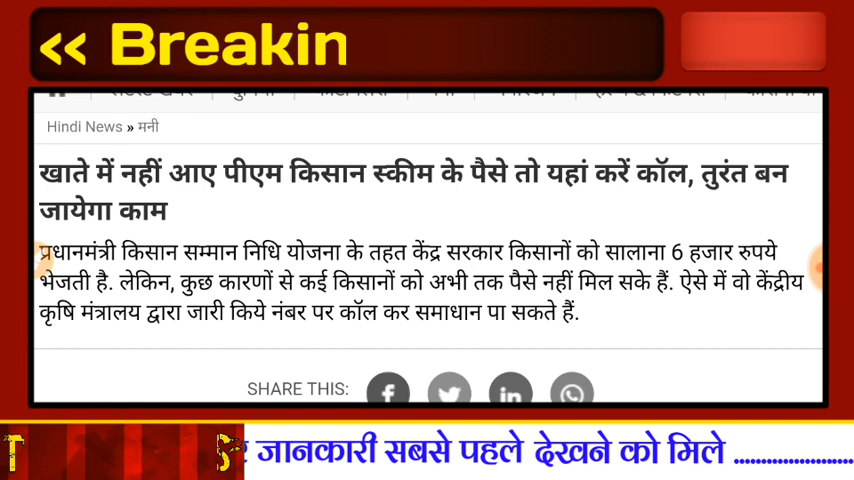 << Breakin
Hindi News » मनी
खाते में नहीं आए पीएम किसान स्कीम के पैसे तो यहां करें कॉल, तुरंत बन
जायेगा काम
प्रधानमंत्री किसान सम्मान निधि योजना के तहत केंद्र सरकार किसानों को सालाना 6 हजार रुपये
भेजती है. लेकिन, कुछ कारणों से कई किसानों को अभी तक पैसे नहीं मिल सके हैं. ऐसे में वो केंद्रीय
कृषि मंत्रालय द्वारा जारी किये नंबर पर कॉल कर समाधान पा सकते हैं.
SHARE THIS:
T S जानकारी सबसे पहले देखने को मिले ....................